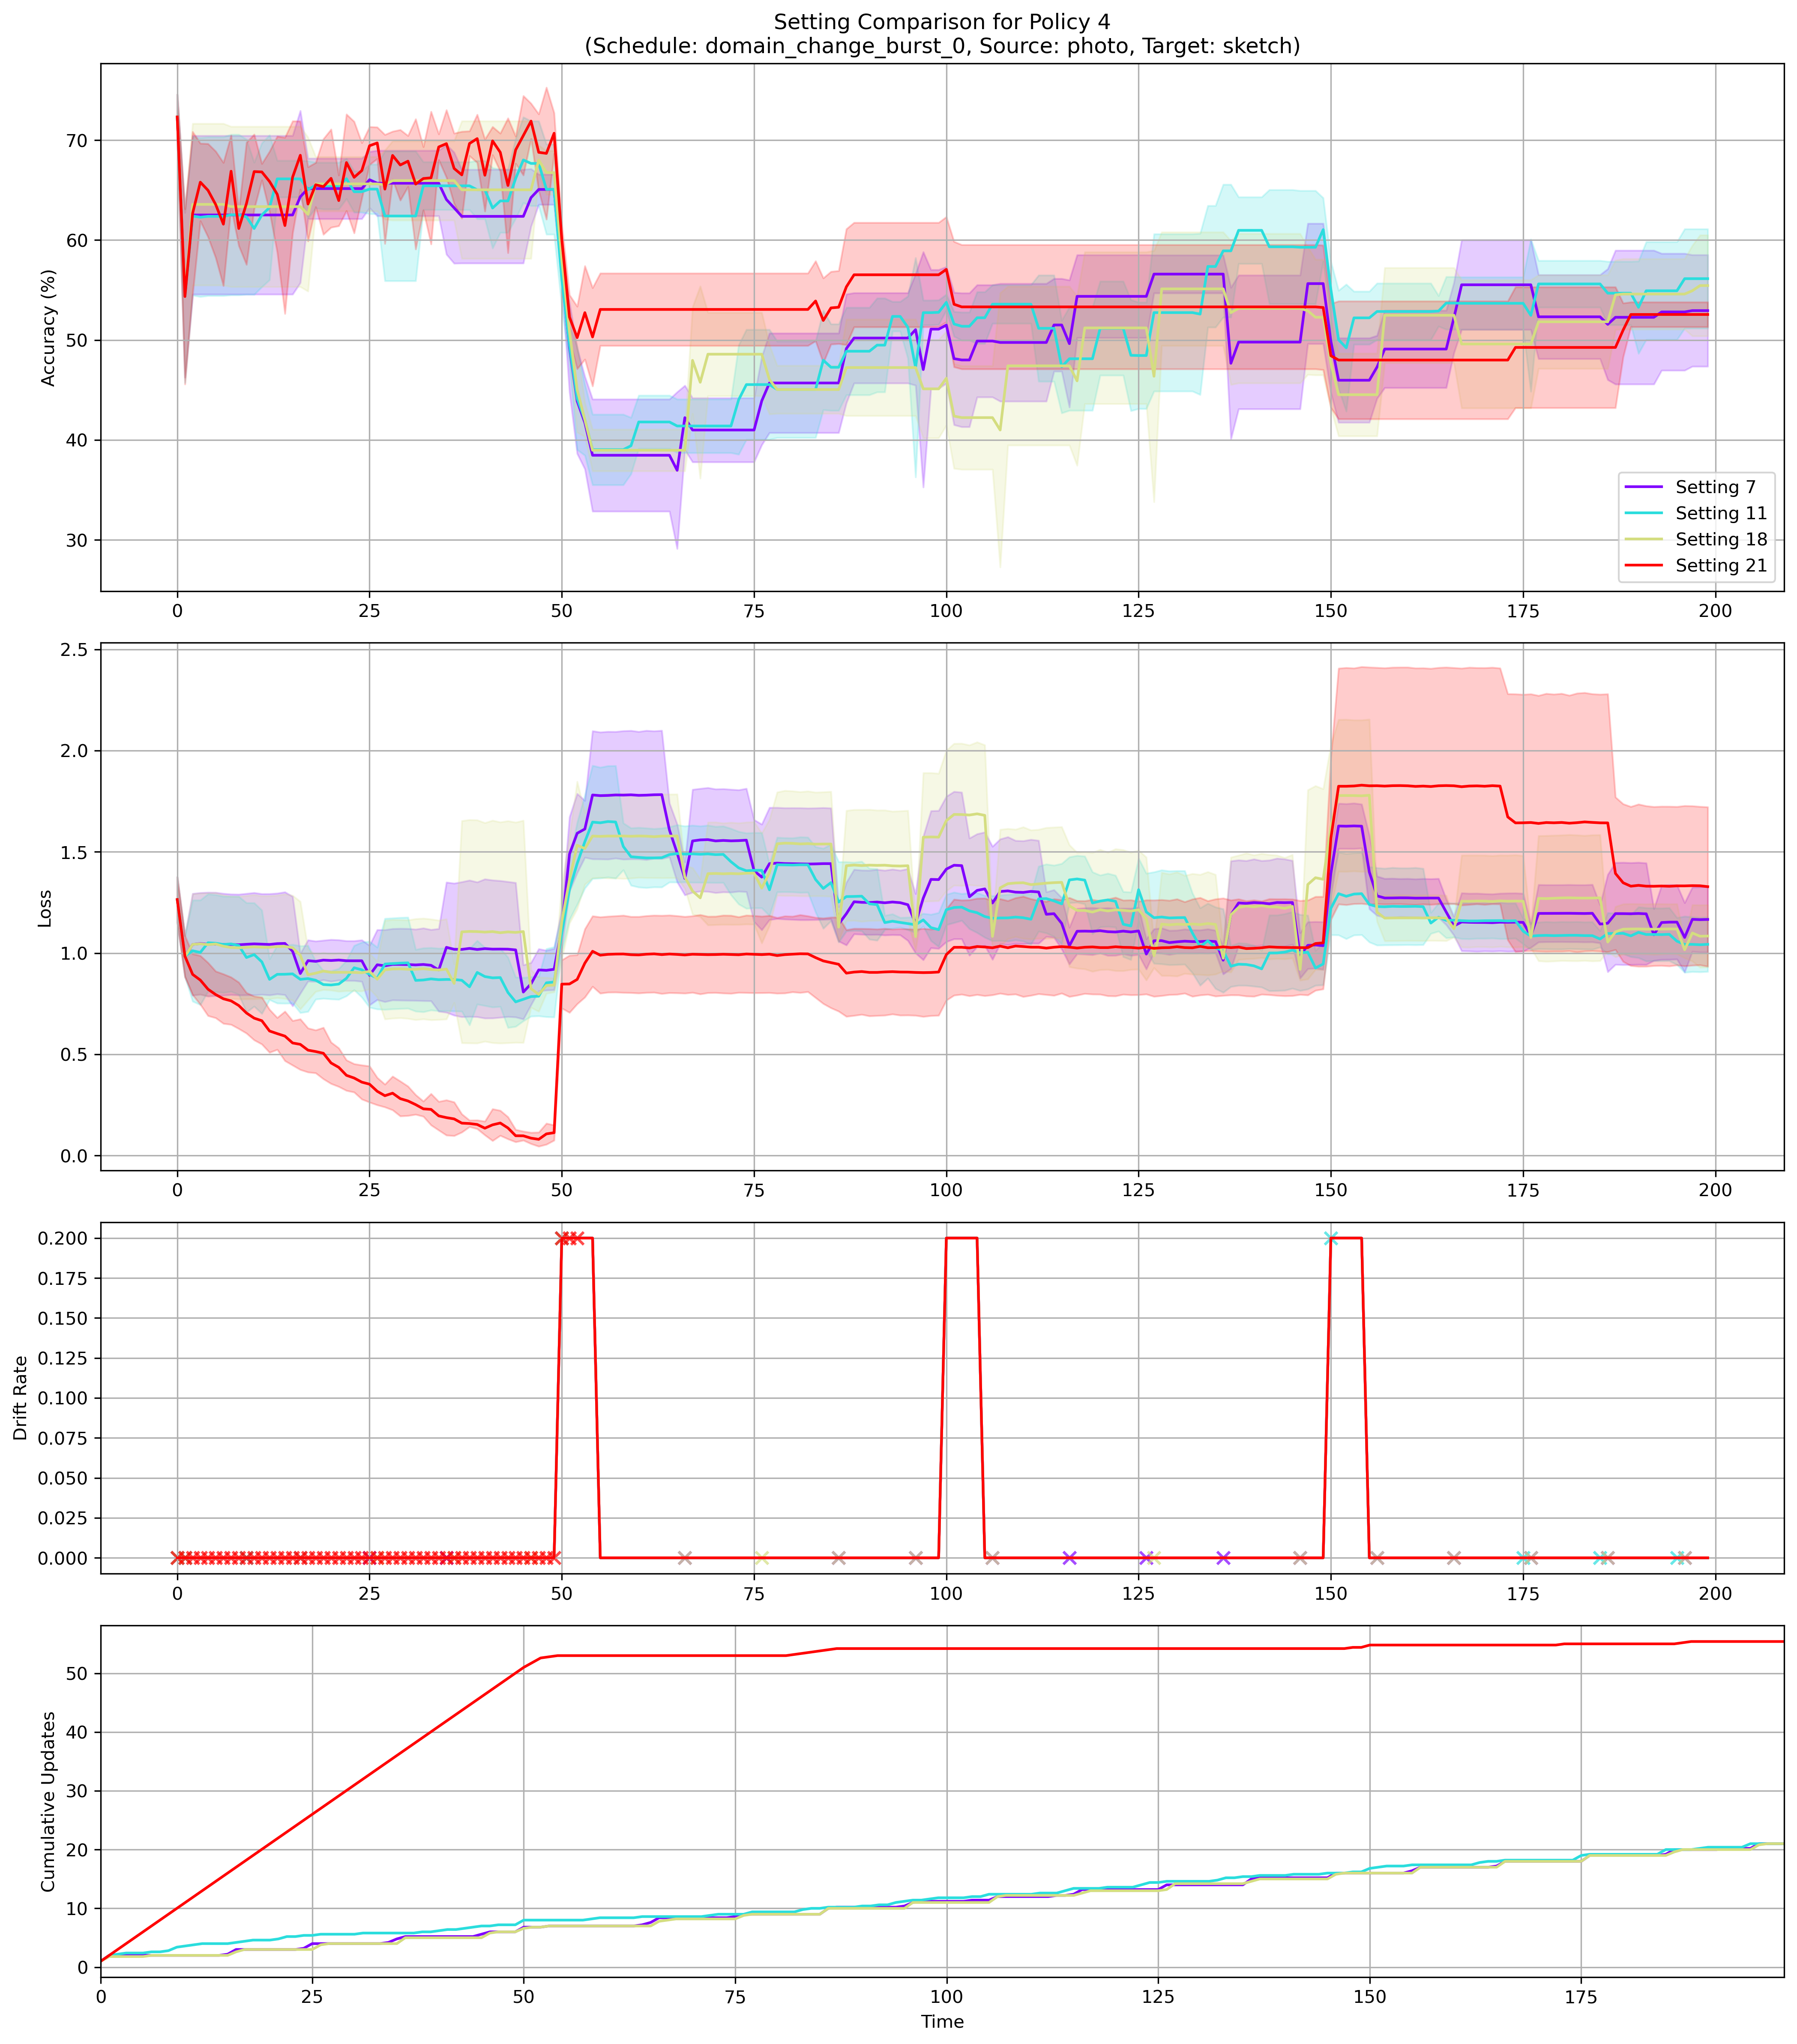 Setting Comparison for Policy 4
(Schedule: domain_change_burst_0, Source: photo, Target: sketch)
Accuracy (%)
70
60
50
40
30
Setting 7
Setting 11
Setting 18
Setting 21
0 25 50 75 100 125 150 175 200
Loss
2.5
2.0
1.5
1.0
0.5
0.0
0 25 50 75 100 125 150 175 200
Drift Rate
0.200
0.175
0.150
0.125
0.100
0.075
0.050
0.025
0.000
0 25 50 75 100 125 150 175 200
Cumulative Updates
50
40
30
20
10
0
0 25 50 75 100 125 150 175
Time